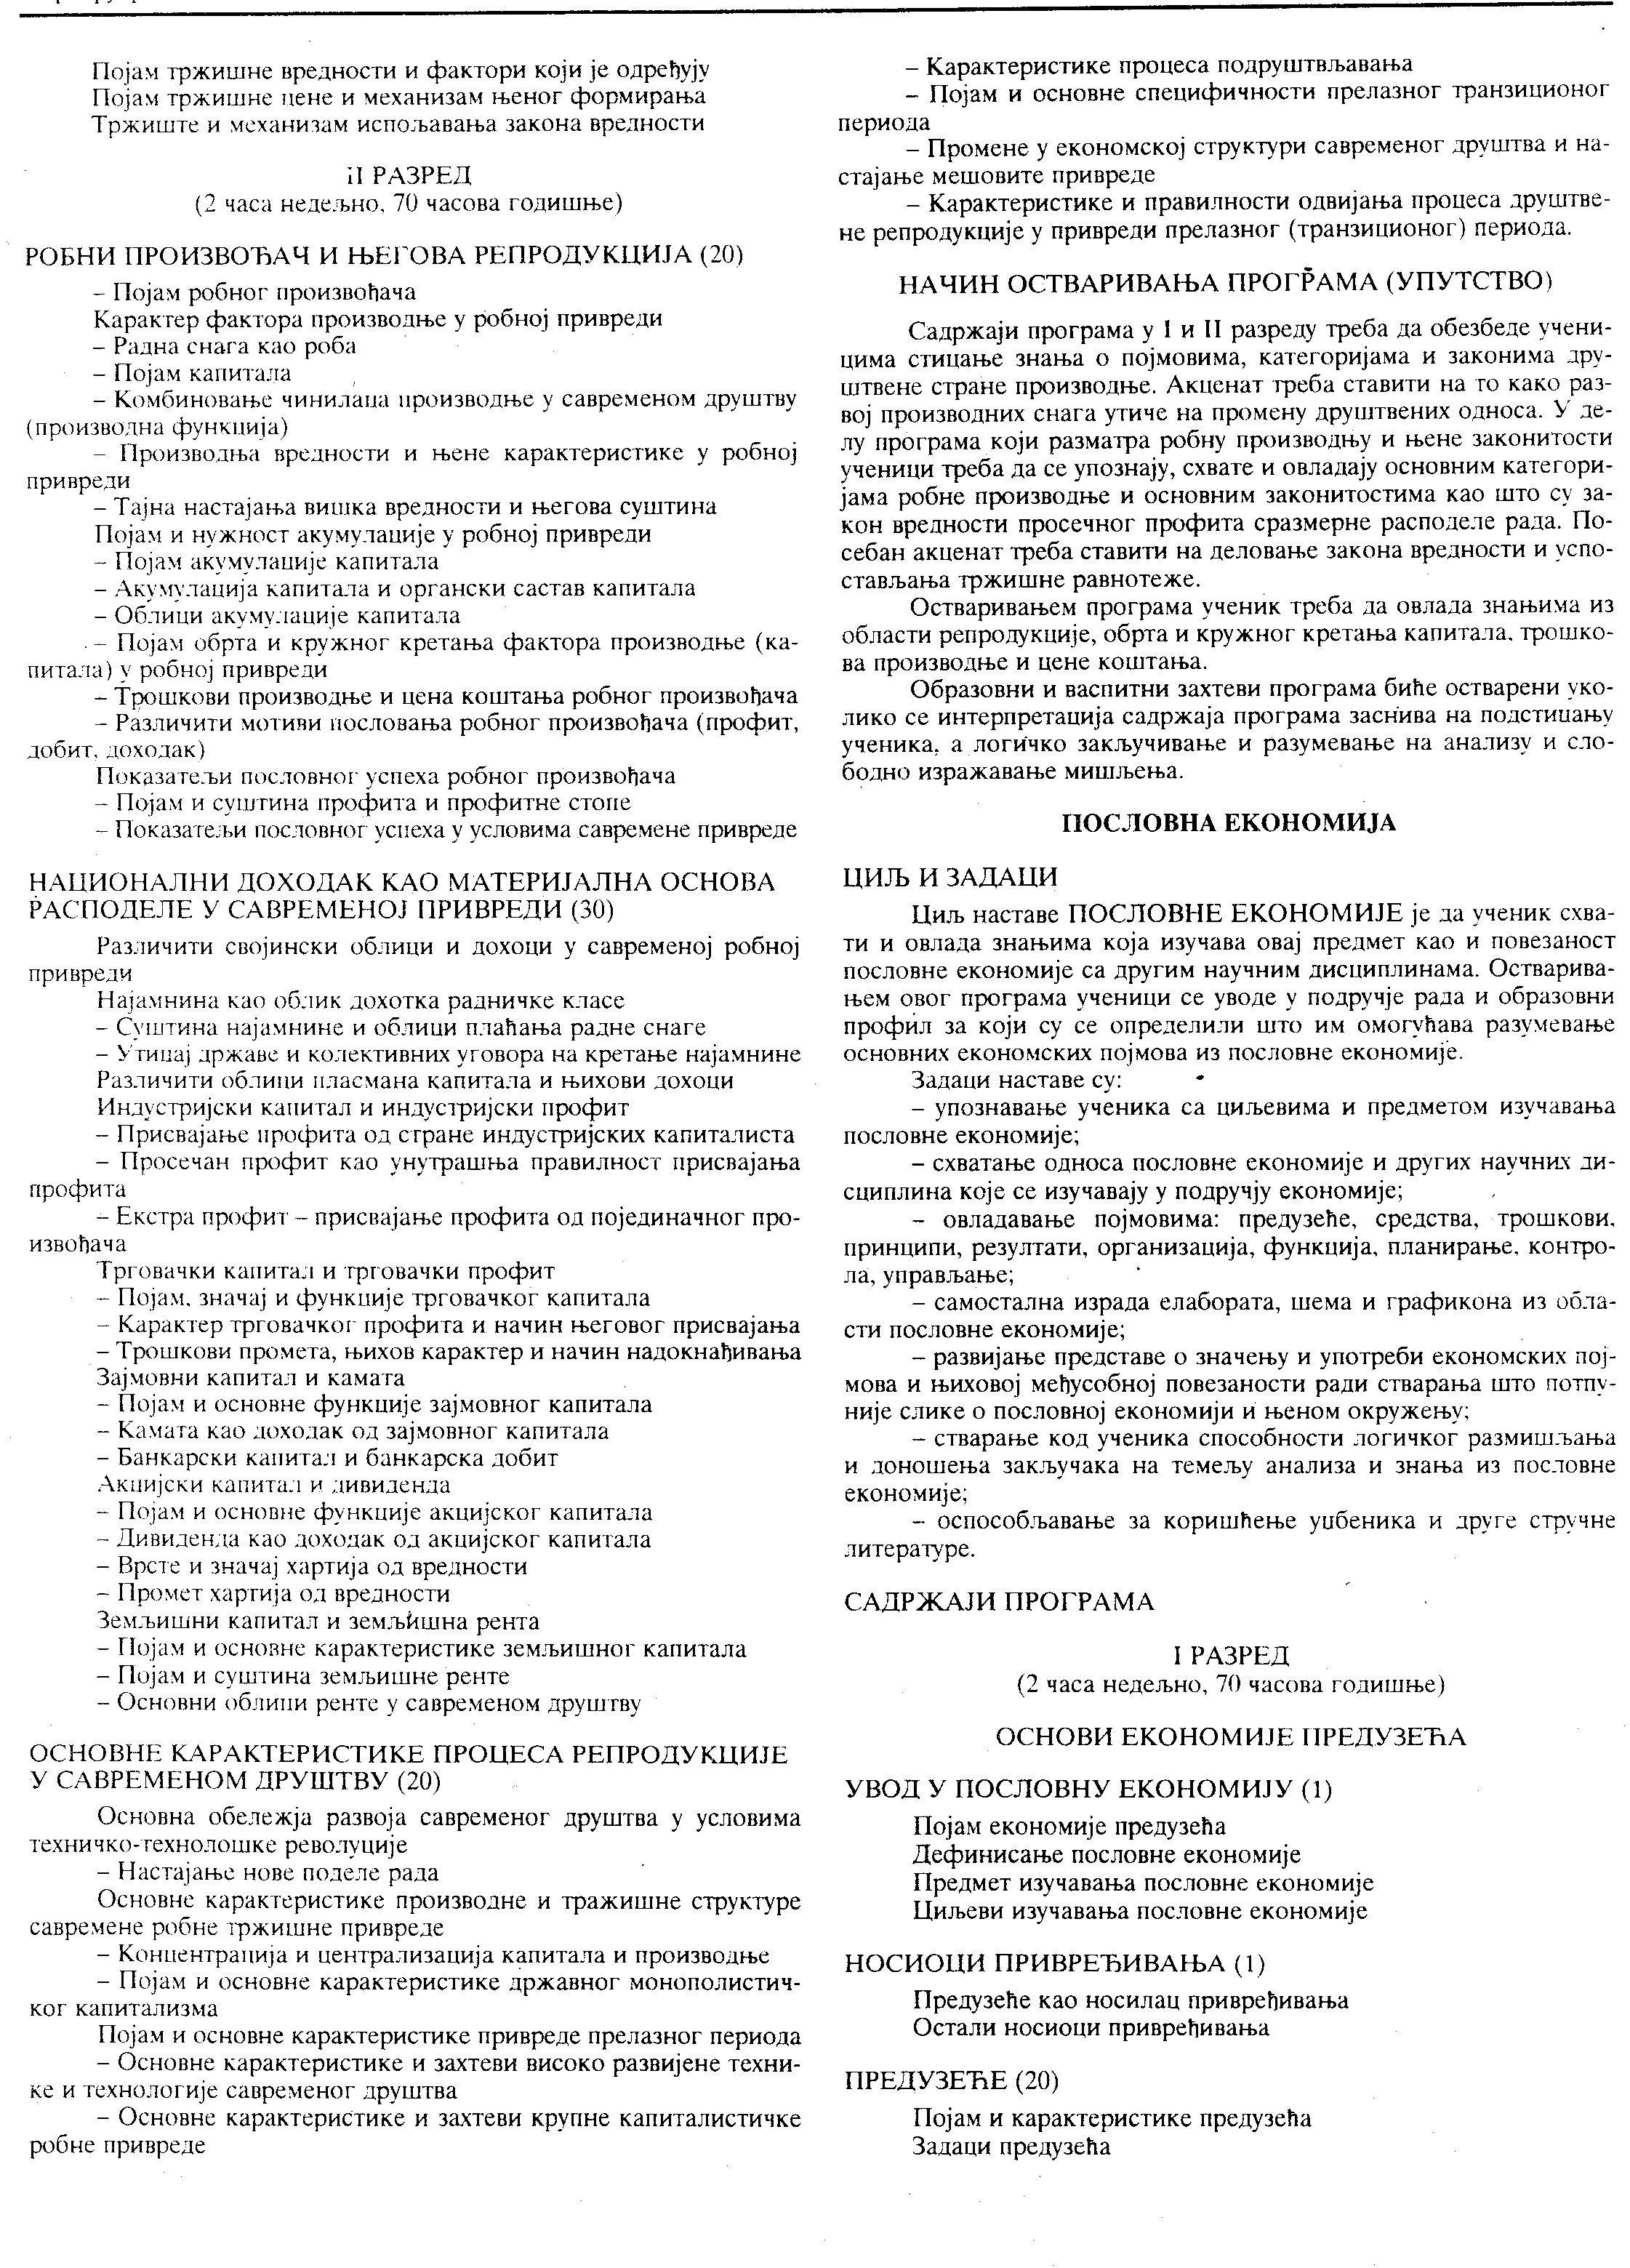 Појам тржишне вредности и фактори који је одређују
Појам тржишне цене и механизам њеног формирања
Тржиште и механизам испољавања закона вредности
II РАЗРЕД
(2 часа недељно, 70 часова годишње)
РОБНИ ПРОИЗВОЂАЧ И ЊЕГОВА РЕПРОДУКЦИЈА (20)
– Појам робног произвођача
Карактер фактора производње у робној привреди
– Радна снага као роба
– Појам капитала
– Комбиновање чинилаца производње у савременом друштву
(производна функција)
– Производња вредности и њене карактеристике у робној
привреди
– Тајна настајања вишка вредности и његова суштина
Појам и нужност акумулације у робној привреди
– Појам акумулације капитала
– Акумулација капитала и органски састав капитала
– Облици акумулације капитала
– Појам обрта и кружног кретања фактора производње (ка-
питала) у робној привреди
– Трошкови производње и цена коштања робног произвођача
– Различити мотиви пословања робног произвођача (профит,
добит, доходак)
Показатељи пословног успеха робног произвођача
– Појам и суштина профита и профитне стопе
– Показатељи пословног успеха у условима савремене привреде
НАЦИОНАЛНИ ДОХОДАК КАО МАТЕРИЈАЛНА ОСНОВА
РАСПОДЕЛЕ У САВРЕМЕНОЈ ПРИВРЕДИ (30)
Различити својински облици и дохоци у савременој робној
привреди
Најамнина као облик дохотка радничке класе
– Суштина најамнине и облици плаћања радне снаге
– Утицај државе и колективних уговора на кретање најамнине
Различити облици пласмана капитала и њихови дохоци
Индустријски капитал и индустријски профит
– Присвајање профита од стране индустријских капиталиста
– Просечан профит као унутрашња правилност присвајања
профита
– Екстра профит – присвајање профита од појединачног про-
извођача
Трговачки капитал и трговачки профит
– Појам, значај и функције трговачког капитала
– Карактер трговачког профита и начин његовог присвајања
– Трошкови промета, њихов карактер и начин надокнађивања
Зајмовни капитал и камата
– Појам и основне функције зајмовног капитала
– Камата као доходак од зајмовног капитала
– Банкарски капитал и банкарска добит
Акцијски капитал и дивиденда
– Појам и основне функције акцијског капитала
– Дивиденда као доходак од акцијског капитала
– Врсте и значај хартија од вредности
– Промет хартија од вредности
Земљишни капитал и земљишна рента
– Појам и основне карактеристике земљишног капитала
– Појам и суштина земљишне ренте
– Основни облици ренте у савременом друштву
ОСНОВНЕ КАРАКТЕРИСТИКЕ ПРОЦЕСА РЕПРОДУКЦИЈЕ
У САВРЕМЕНОМ ДРУШТВУ (20)
Основна обележја развоја савременог друштва у условима
техничко-технолошке револуције
– Настајање нове поделе рада
Основне карактеристике производне и тражишне структуре
савремене робне тржишне привреде
– Концентрација и централизација капитала и производње
– Појам и основне карактеристике државног монополистич-
ког капитализма
Појам и основне карактеристике привреде прелазног периода
– Основне карактеристике и захтеви високо развијене техни-
ке и технологије савременог друштва
– Основне карактеристике и захтеви крупне капиталистичке
робне привреде
– Карактеристике процеса подруштвљавања
– Појам и основне специфичности прелазног транзиционог
периода
– Промене у економској структури савременог друштва и на-
стајање мешовите привреде
– Карактеристике и правилности одвијања процеса друштве-
не репродукције у привреди прелазног (транзиционог) периода.
НАЧИН ОСТВАРИВАЊА ПРОГРАМА (УПУТСТВО)
Садржаји програма у I и II разреду треба да обезбеде учени-
цима стицање знања о појмовима, категоријама и законима дру-
штвене стране производње. Акценат треба ставити на то како раз-
вој производних снага утиче на промену друштвених односа. У де-
лу програма који разматра робну производњу и њене законитости
ученици треба да се упознају, схвате и овладају основним категори-
јама робне производње и основним законитостима као што су за-
кон вредности просечног профита сразмерне расподеле рада. По-
себан акценат треба ставити на деловање закона вредности и успо-
стављања тржишне равнотеже.
Остваривањем програма ученик треба да овлада знањима из
области репродукције, обрта и кружног кретања капитала, трошко-
ва производње и цене коштања.
Образовни и васпитни захтеви програма биће остварени уко-
лико се интерпретација садржаја програма заснива на подстицању
ученика, а логичко закључивање и разумевање на анализу и сло-
бодно изражавање мишљења.
ПОСЛОВНА ЕКОНОМИЈА
ЦИЉ И ЗАДАЦИ
Циљ наставе ПОСЛОВНЕ ЕКОНОМИЈЕ је да ученик схва-
ти и овлада знањима која изучава овај предмет као и повезаност
пословне економије са другим научним дисциплинама. Остварива-
њем овог програма ученици се уводе у подручје рада и образовни
профил за који су се определили што им омогућава разумевање
основних економских појмова из пословне економије.
Задаци наставе су:
– упознавање ученика са циљевима и предметом изучавања
пословне економије;
– схватање односа пословне економије и других научних ди-
сциплина које се изучавају у подручју економије;
– овладавање појмовима: предузеће, средства, трошкови,
принципи, резултати, организација, функција, планирање, контро-
ла, управљање;
– самостална израда елабората, шема и графикона из обла-
сти пословне економије;
– развијање представе о значењу и употреби економских пој-
мова и њиховој међусобној повезаности ради стварања што потпу-
није слике о пословној економији и њеном окружењу;
– стварање код ученика способности логичког размишљања
и доношења закључака на темељу анализа и знања из пословне
економије;
– оспособљавање за коришћење уџбеника и друге стручне
литературе.
САДРЖАЈИ ПРОГРАМА
I РАЗРЕД
(2 часа недељно, 70 часова годишње)
ОСНОВИ ЕКОНОМИЈЕ ПРЕДУЗЕЋА
УВОД У ПОСЛОВНУ ЕКОНОМИЈУ (1)
Појам економије предузећа
Дефинисање пословне економије
Предмет изучавања пословне економије
Циљеви изучавања пословне економије
НОСИОЦИ ПРИВРЕЂИВАЊА (1)
Предузеће као носилац привређивања
Остали носиоци привређивања
ПРЕДУЗЕЋЕ (20)
Појам и карактеристике предузећа
Задаци предузећа